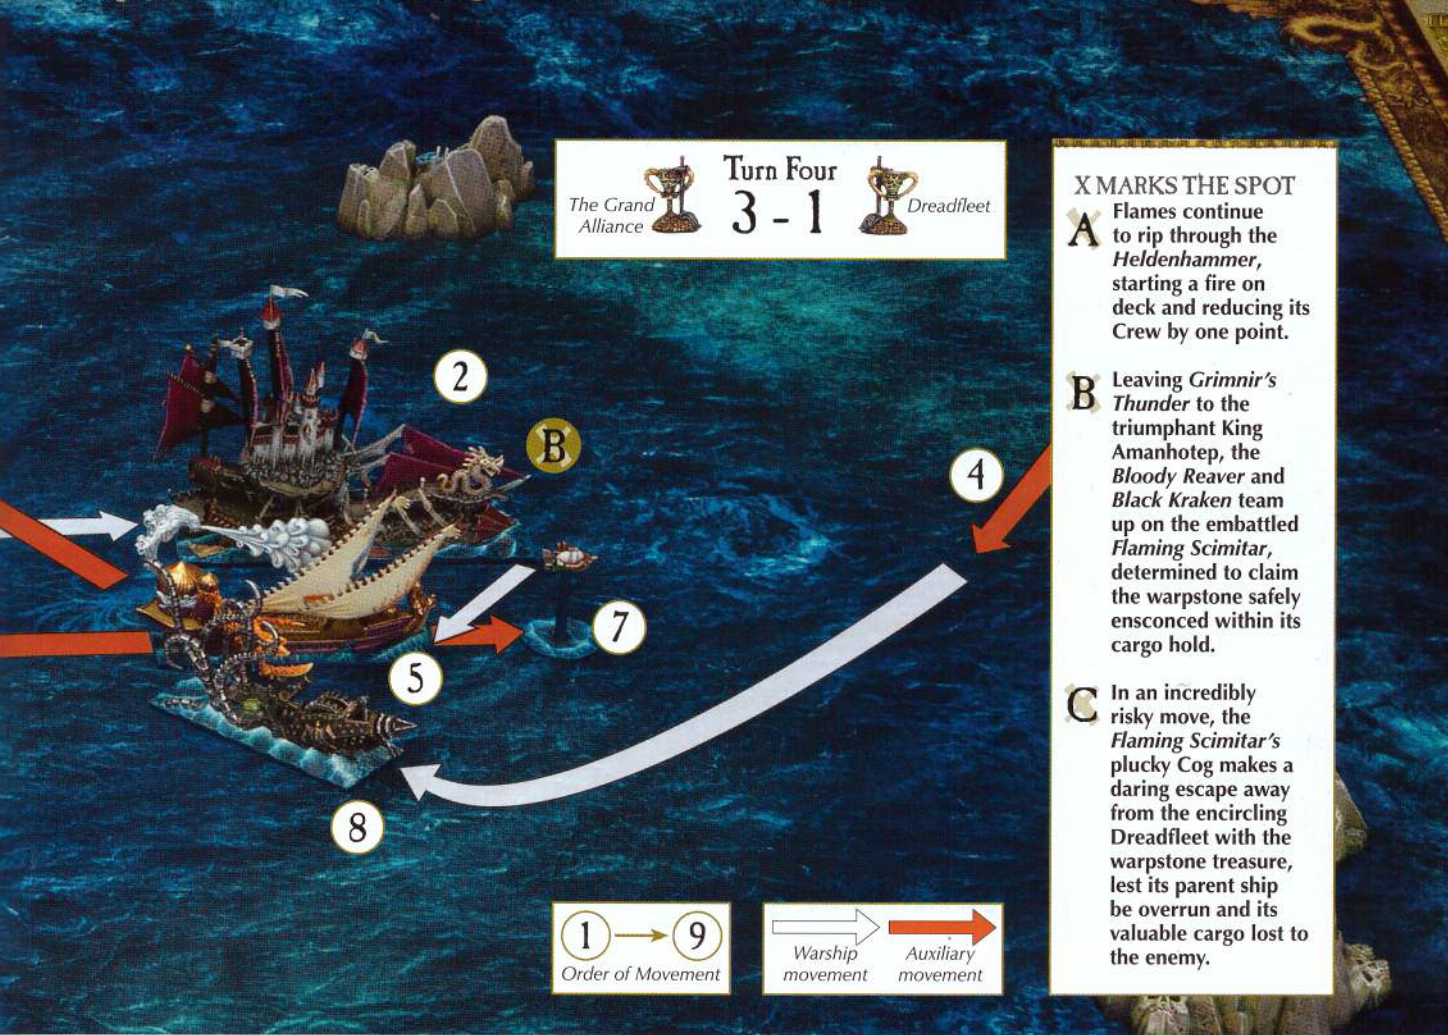 Turn Four
The Grand
Alliance
3 - 1
Dreadfleet
2
B
4
7
5
8
1
9
Order of Movement
Warship
movement
Auxiliary
movement
X MARKS THE SPOT
A
Flames continue
to rip through the
Heldenhammer,
starting a fire on
deck and reducing its
Crew by one point.
B
Leaving Grimnir's
Thunder to the
triumphant King
Amanhotep, the
Bloody Reaver and
Black Kraken team
up on the embattled
Flaming Scimitar,
determined to claim
the warpstone safely
ensconced within its
cargo hold.
C
In an incredibly
risky move, the
Flaming Scimitar's
plucky Cog makes a
daring escape away
from the encircling
Dreadfleet with the
warpstone treasure,
lest its parent ship
be overrun and its
valuable cargo lost to
the enemy.